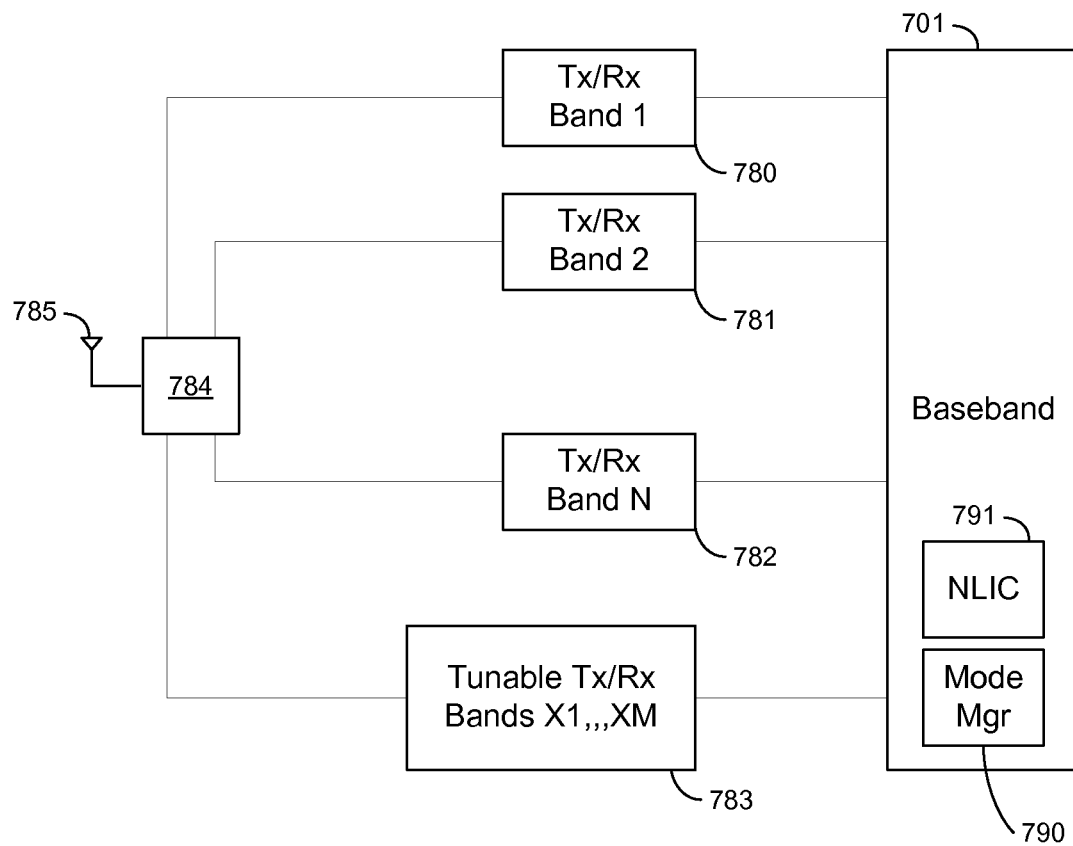 701
Tx/Rx
Band 1
780
Tx/Rx
Band 2
781
785
784
Baseband
Tx/Rx
Band N
782
791
NLIC
Tunable Tx/Rx
Bands X1,,,XM
783
Mode
Mgr
790